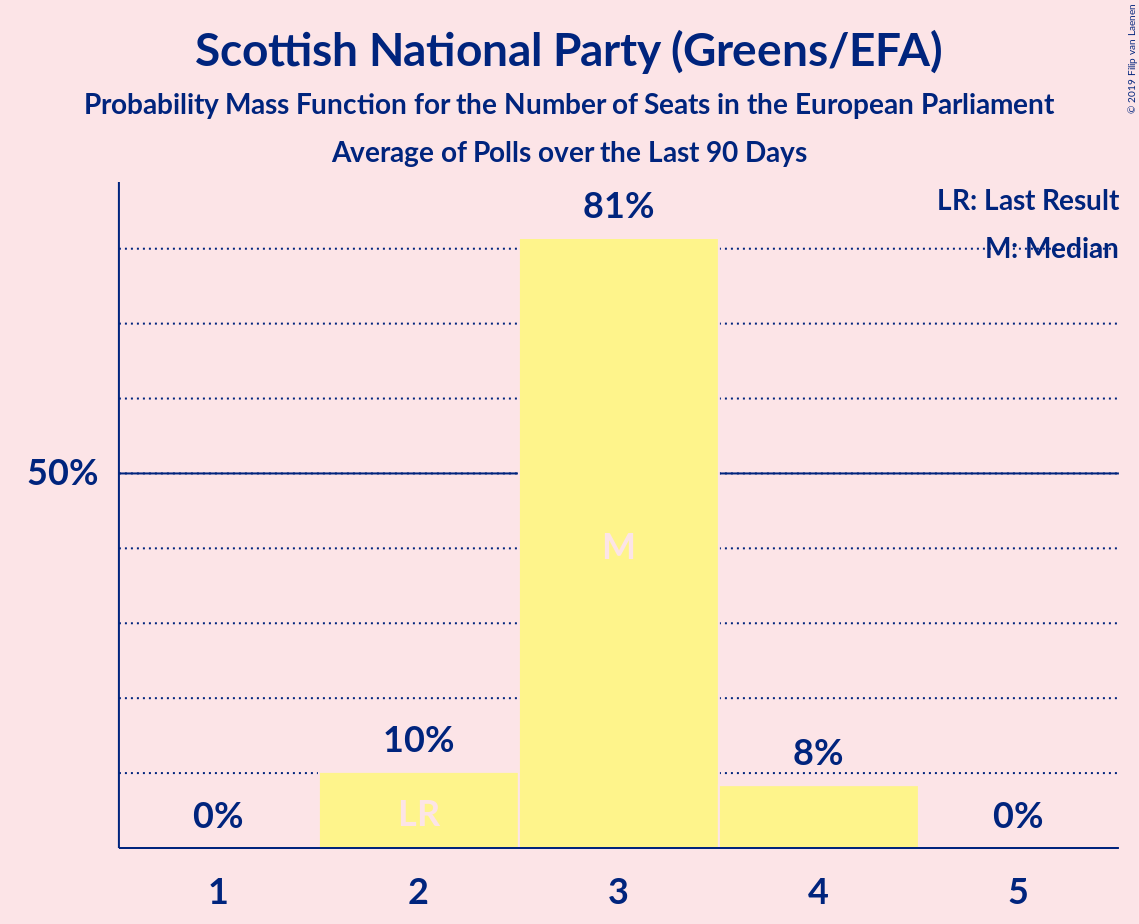 Scottish National Party (Greens/EFA)
Probability Mass Function for the Number of Seats in the European Parliament
Average of Polls over the Last 90 Days
© 2019 Filip van Laenen
LR: Last Result
M: Median
81%
50%
M
10%
8%
0%
LR
0%
1 2 3 4 5